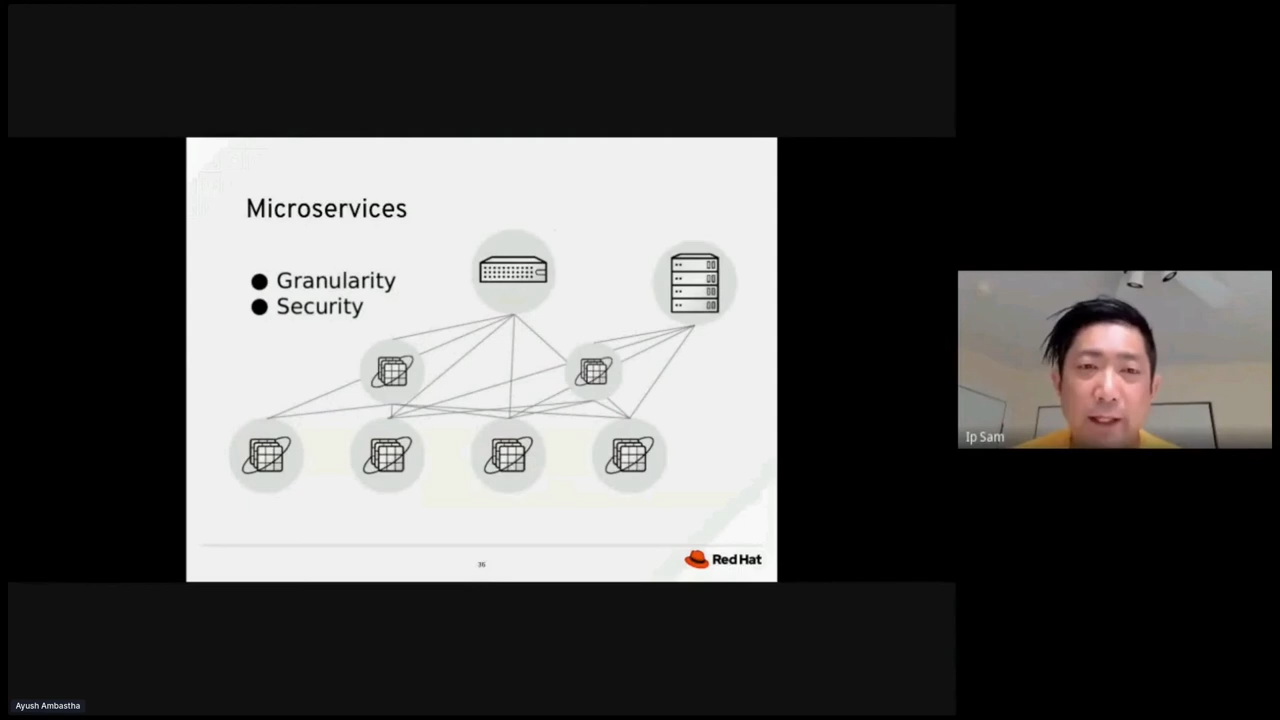 Microservices
● Granularity
● Security
36
Red Hat
Ip Sam
Ayush Ambastha